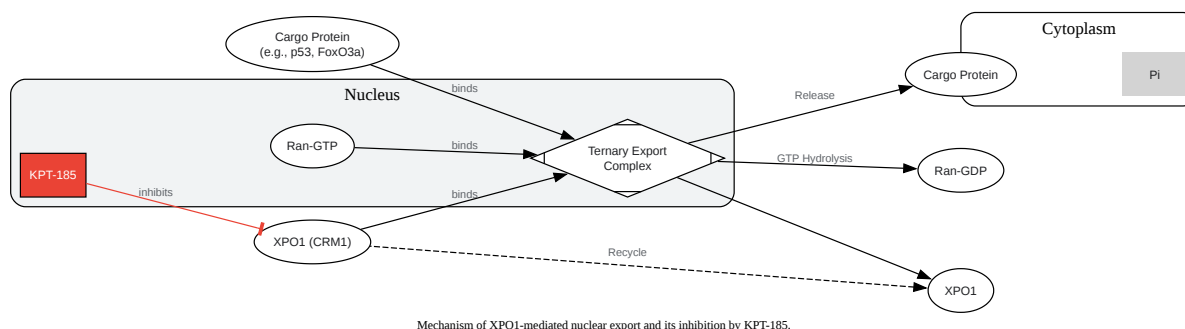 Cargo Protein
(e.g., p53, FoxO3a)
Cytoplasm
Cargo Protein
Pi
binds
Nucleus
Release
Ran-GTP
binds
Ternary Export
Complex
GTP Hydrolysis
Ran-GDP
KPT-185
inhibits
binds
XPO1 (CRM1)
Recycle
XPO1
Mechanism of XPO1-mediated nuclear export and its inhibition by KPT-185.